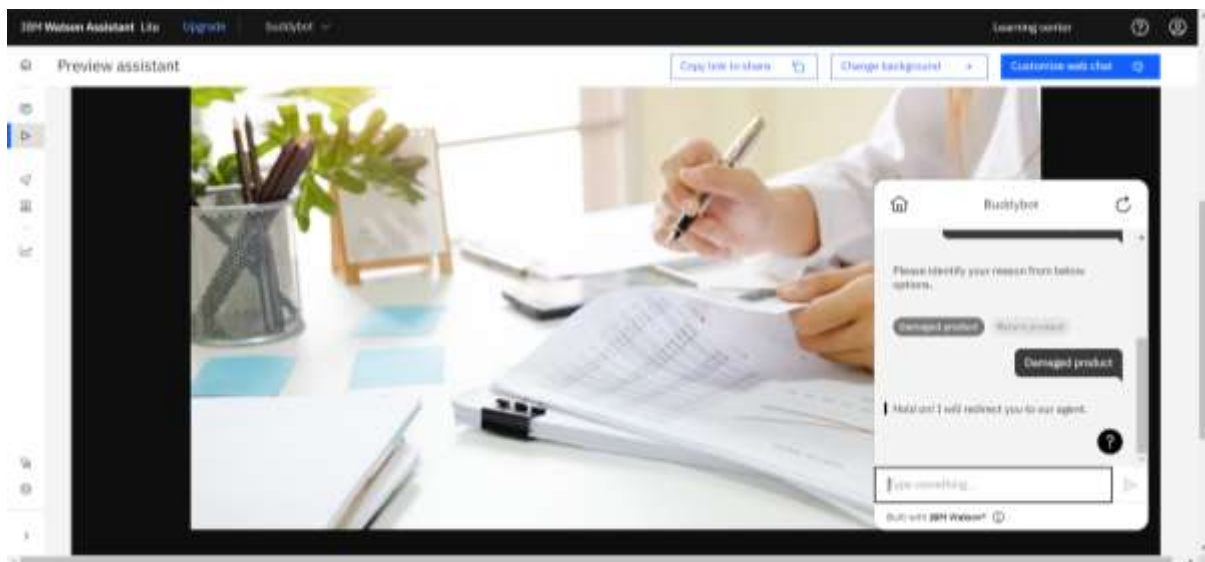 IBM Watson Assistant Lite Upgrade buddybot
Learning center
Preview assistant
Copy link to share
Change background
Customize web chat
Buddybot
Please identify your reason from below
options.
Damaged product Return product
Damaged product
Hold on! I will redirect you to our agent.
?
Type something...
Built with IBM Watson®